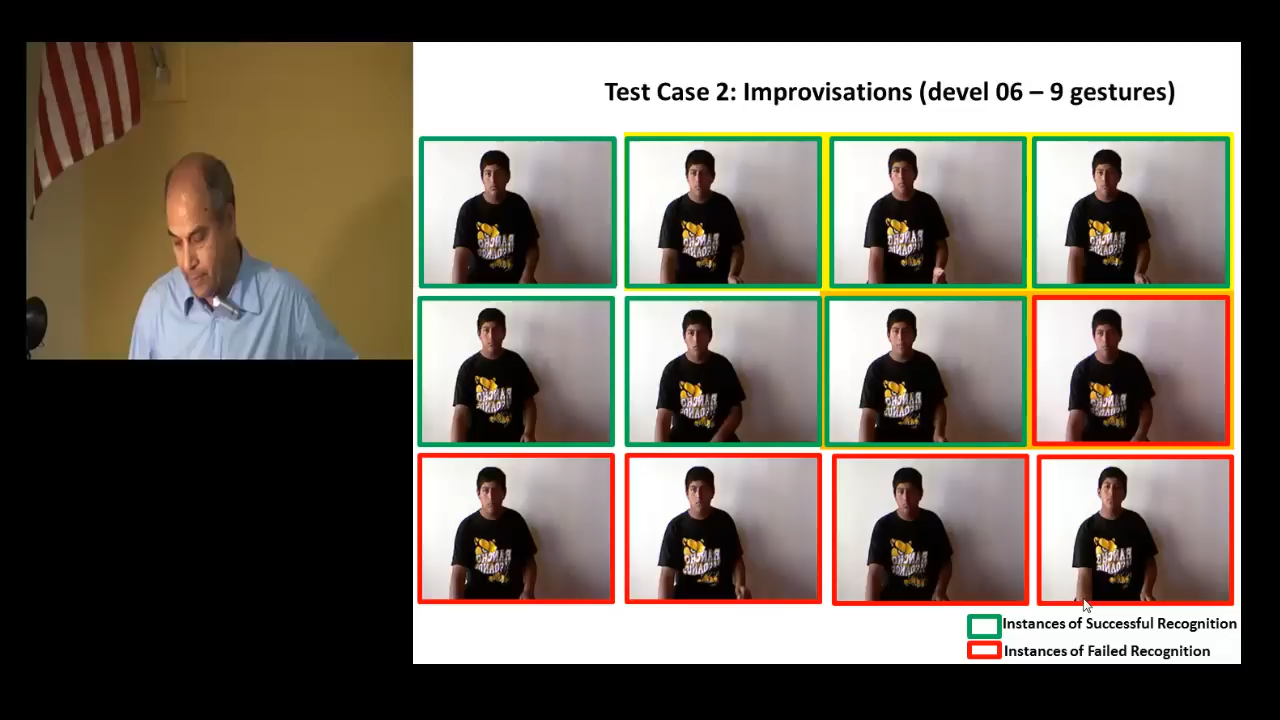 Test Case 2: Improvisations (devel 06 – 9 gestures)
Instances of Successful Recognition
Instances of Failed Recognition